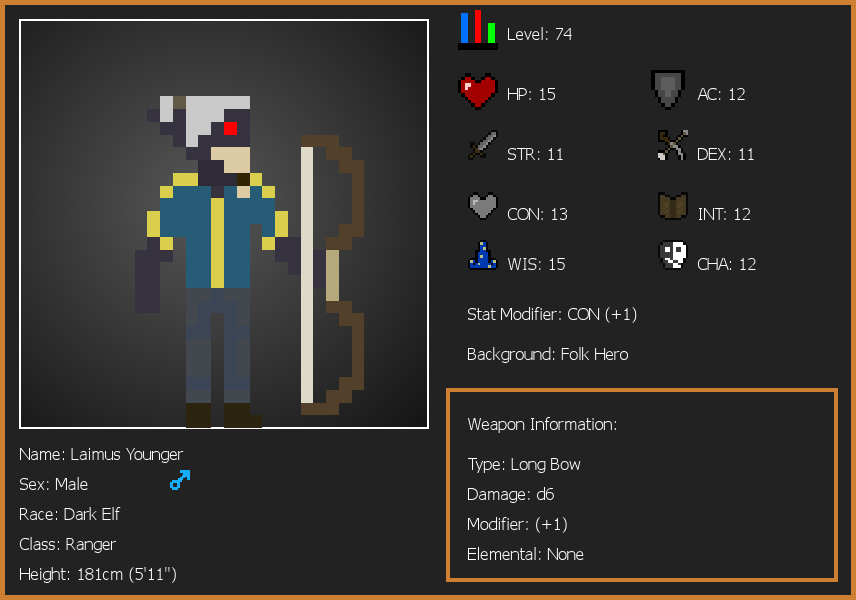 Level: 74
HP: 15
AC: 12
STR: 11
DEX: 11
CON: 13
INT: 12
WIS: 15
CHA: 12
Stat Modifier: CON (+1)
Background: Folk Hero
Weapon Information:
Type: Long Bow
Damage: d6
Modifier: (+1)
Elemental: None
Name: Laimus Younger
Sex: Male
Race: Dark Elf
Class: Ranger
Height: 181cm (5'11")